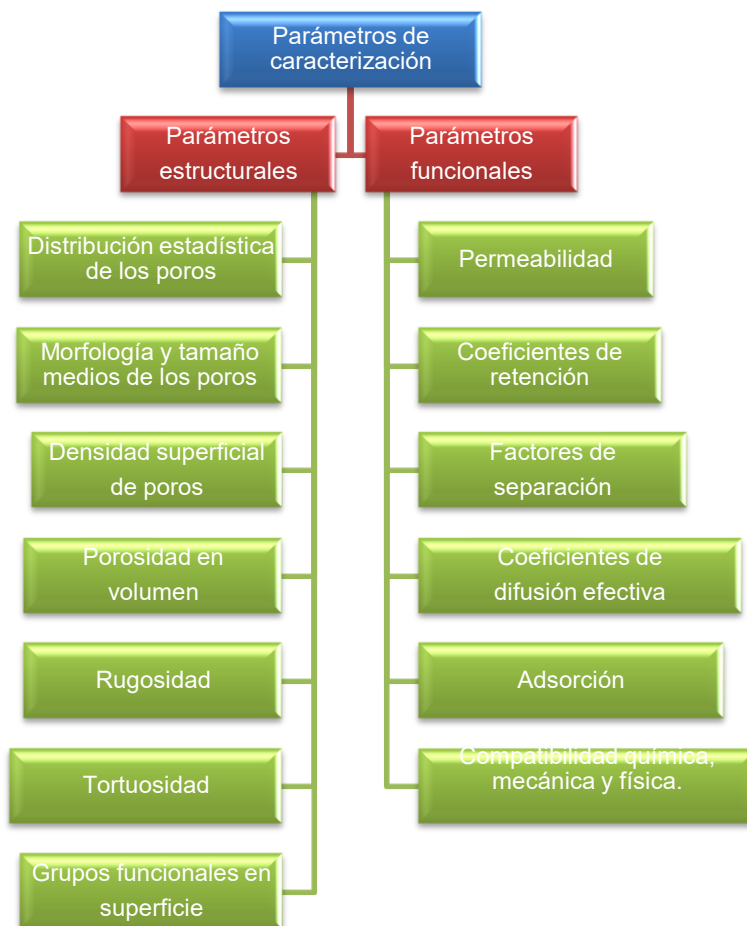 Parámetros de
caracterización
Parámetros
estructurales
Parámetros
funcionales
Distribución estadística
de los poros
Morfología y tamaño
medios de los poros
Densidad superficial
de poros
Porosidad en
volumen
Rugosidad
Tortuosidad
Grupos funcionales en
superficie
Permeabilidad
Coeficientes de
retención
Factores de
separación
Coeficientes de
difusión efectiva
Adsorción
Compatibilidad química,
mecánica y física.